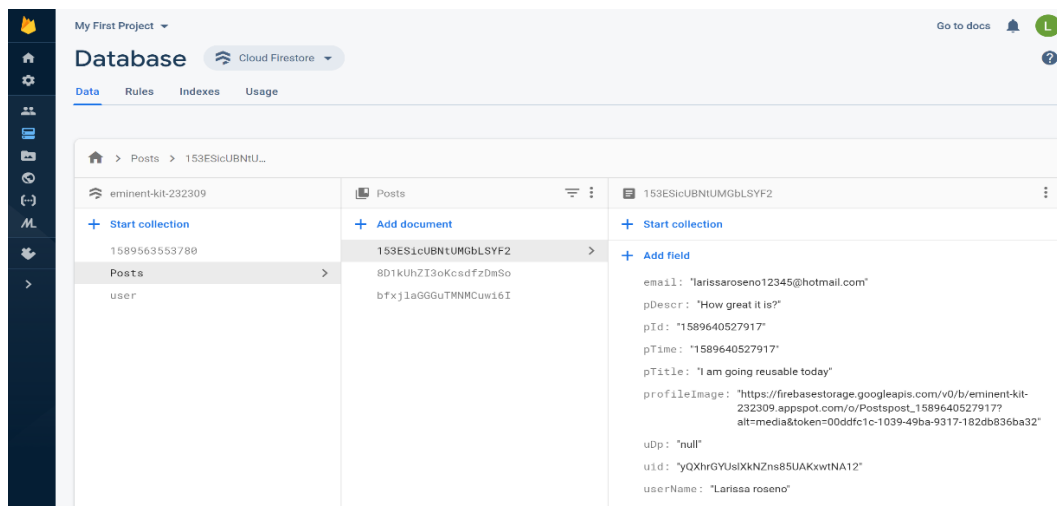 My First Project
Go to docs
L
Database
Cloud Firestore
Data Rules Indexes Usage
Posts > 153ESicUBNtU...
eminent-kit-232309
Posts
153ESicUBNtUMGbLSYF2
+ Start collection
+ Add document
+ Start collection
1589563553780
Posts
user
153ESicUBNtUMGbLSYF2
8D1kUhZI3oKcsdfzDmSo
bfxjlaGGGuTMNMCuwi6I
+ Add field
email: "larissaroseno12345@hotmail.com"
pDescr: "How great it is?"
pId: "1589640527917"
pTime: "1589640527917"
pTitle: "I am going reusable today"
profileImage: "https://firebasestorage.googleapis.com/v0/b/eminent-kit-
232309.appspot.com/o/Postspost_1589640527917?
alt=media&token=00ddfc1c-1039-49ba-9317-182db836ba32"
uDp: "null"
uid: "yQXhrGYUslXkNZns85UAKxwtNA12"
userName: "Larissa roseno"